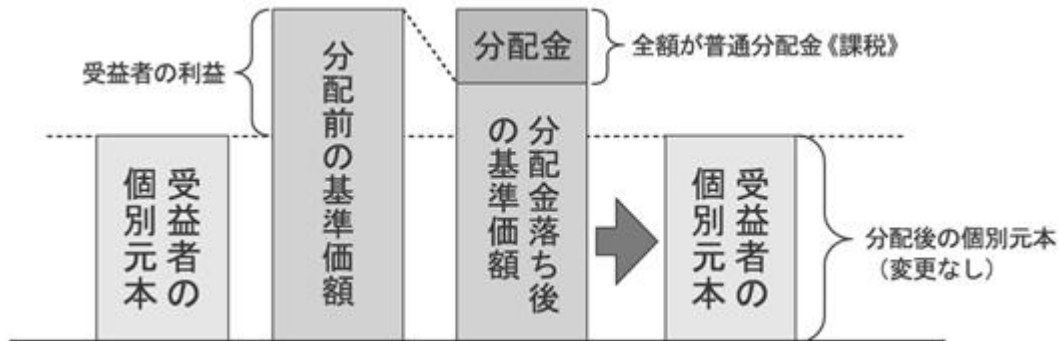 受益者の利益
受益者の
個別元本
分配前の基準価額
分配金
全額が普通分配金《課税》
分配金落ち後
の基準価額
受益者の
個別元本
分配後の個別元本
（変更なし）